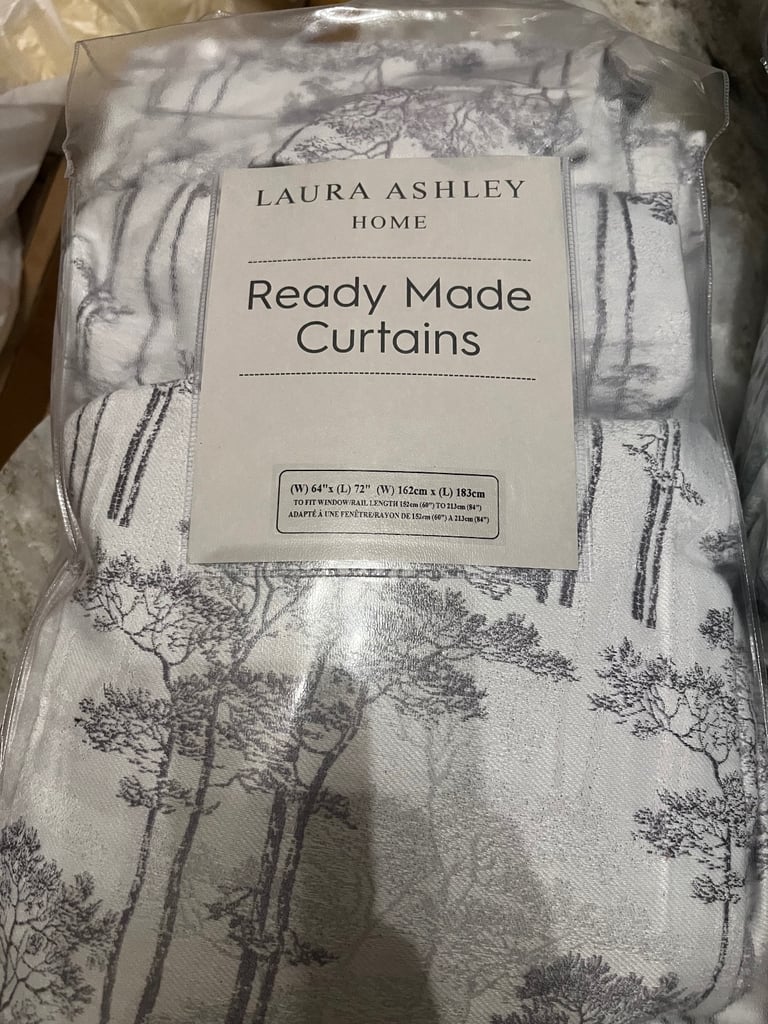 LAURA ASHLEY
HOME
Ready Made
Curtains
(W) 64"x (L) 72" (W) 162cm x (L) 183cm
TO FIT WINDOW/RAIL LENGTH 152cm (60") TO 213cm (84")
ADAPTÉ À UNE FENÊTRE/RAYON DE 152cm (60") A 213cm (84")